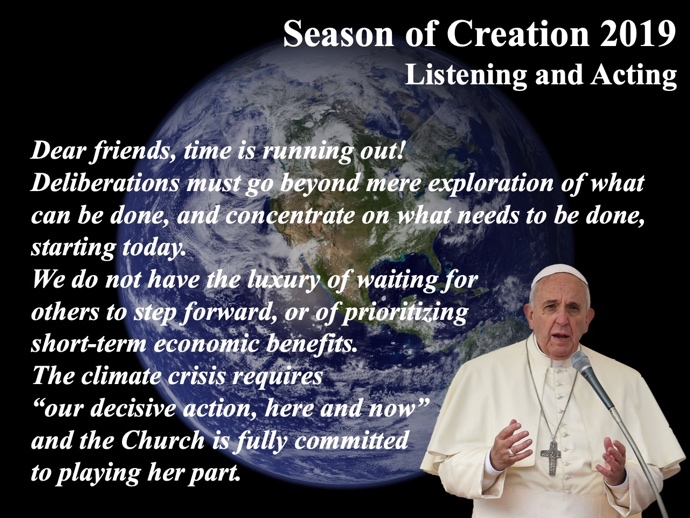 Season of Creation 2019
Listening and Acting
Dear friends, time is running out!
Deliberations must go beyond mere exploration of what
can be done, and concentrate on what needs to be done,
starting today.
We do not have the luxury of waiting for
others to step forward, or of prioritizing
short-term economic benefits.
The climate crisis requires
“our decisive action, here and now”
and the Church is fully committed
to playing her part.